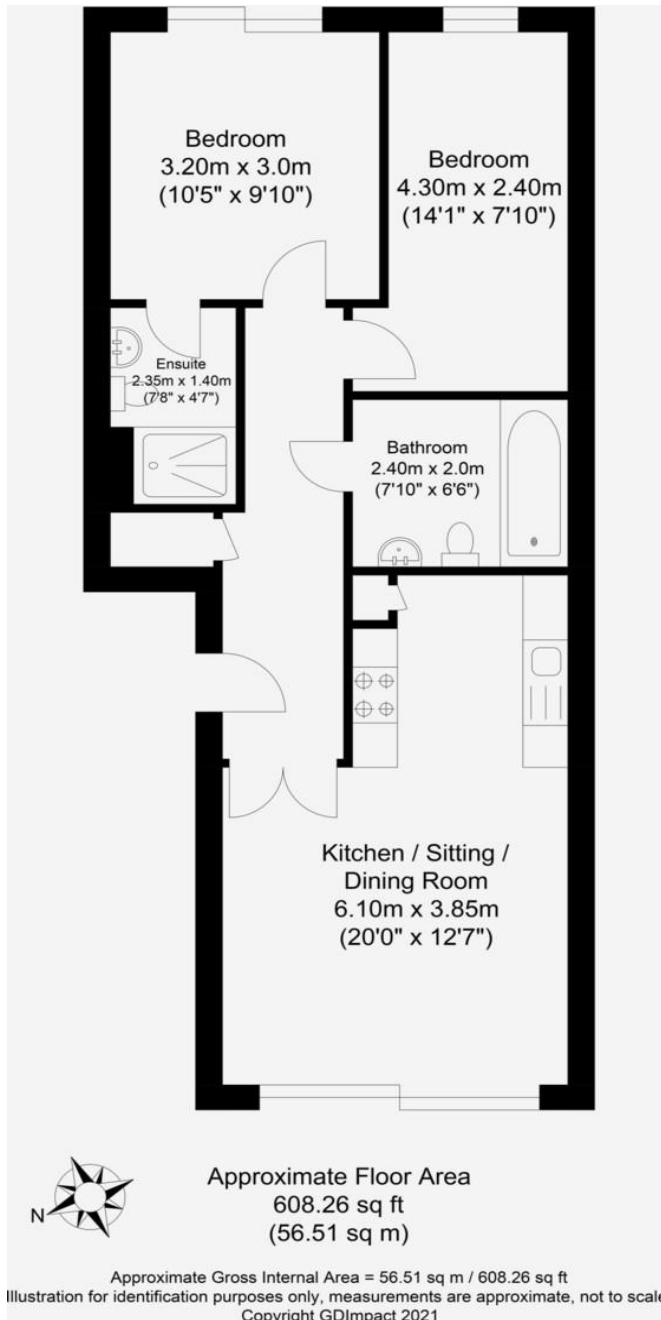 Bedroom
3.20m x 3.0m
(10'5" x 9'10")
Bedroom
4.30m x 2.40m
(14'1" x 7'10")
Ensuite
2.35m x 1.40m
(7'8" x 4'7")
Bathroom
2.40m x 2.0m
(7'10" x 6'6")
Kitchen / Sitting /
Dining Room
6.10m x 3.85m
(20'0" x 12'7")
N
Approximate Floor Area
608.26 sq ft
(56.51 sq m)
Approximate Gross Internal Area = 56.51 sq m / 608.26 sq ft
Illustration for identification purposes only, measurements are approximate, not to scale
Copyright GDImpact 2021